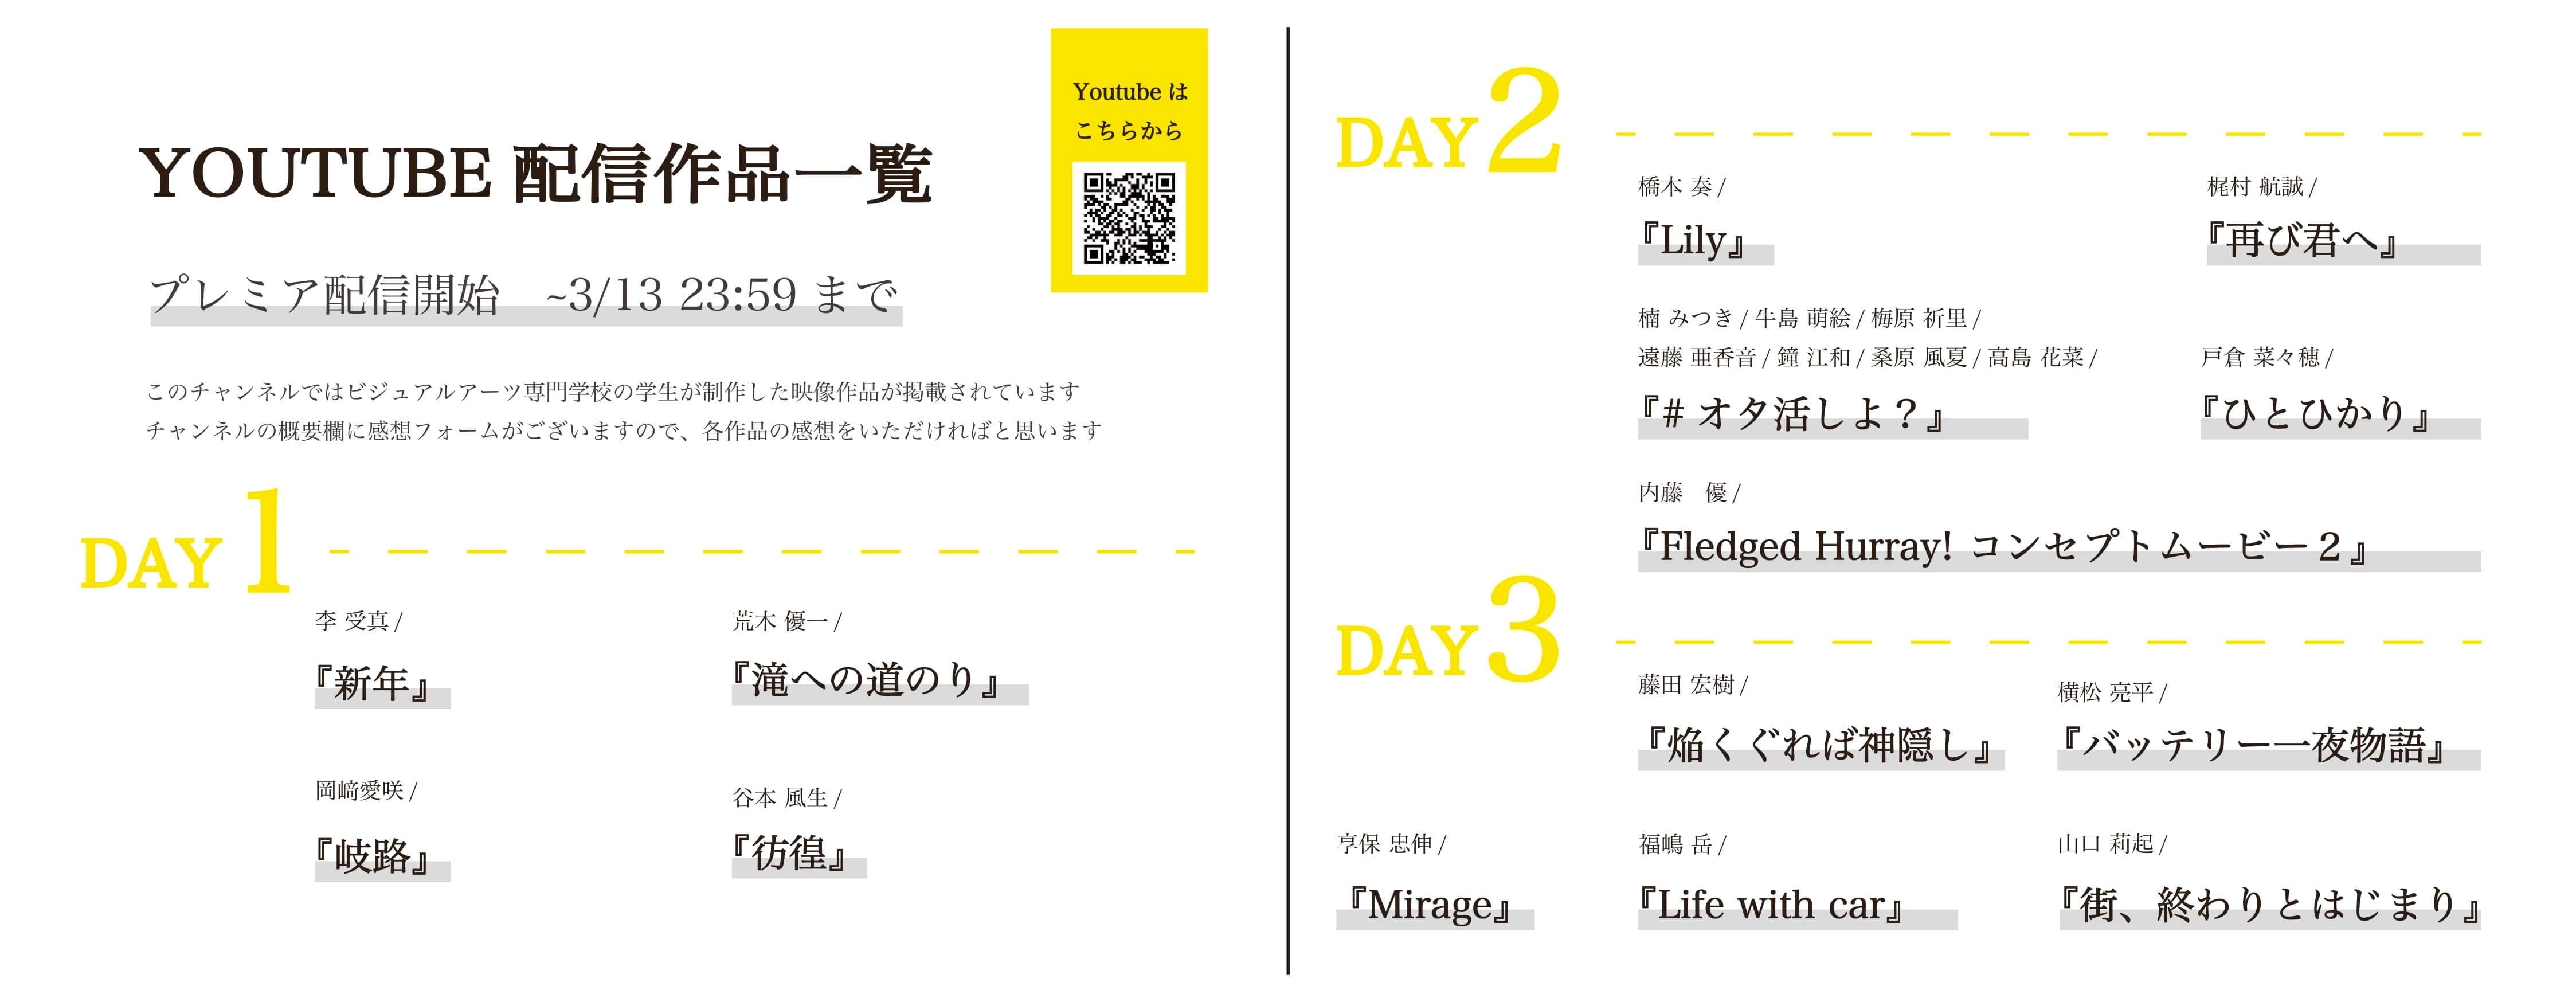 YOUTUBE 配信作品一覧
プレミア配信開始　~3/13 23:59 まで
Youtube は
こちらから
このチャンネルではビジュアルアーツ専門学校の学生が制作した映像作品が掲載されています
チャンネルの概要欄に感想フォームがございますので、各作品の感想をいただければと思います
DAY 1
李 受真 /
『新年』
荒木 優一 /
『滝への道のり』
岡﨑愛咲 /
『岐路』
谷本 風生 /
『彷徨』
DAY 2
橋本 奏 /
『Lily』
梶村 航誠 /
『再び君へ』
楠 みつき / 牛島 萌絵 / 梅原 祈里 /
遠藤 亜香音 / 鐘 江和 / 桑原 風夏 / 高島 花菜 /
『# オタ活しよ？』
戸倉 菜々穂 /
『ひとひかり』
内藤　優 /
『Fledged Hurray! コンセプトムービー２』
DAY 3
藤田 宏樹 /
『焔くぐれば神隠し』
横松 亮平 /
『バッテリー一夜物語』
享保 忠伸 /
『Mirage』
福嶋 岳 /
『Life with car』
山口 莉起 /
『街、終わりとはじまり』